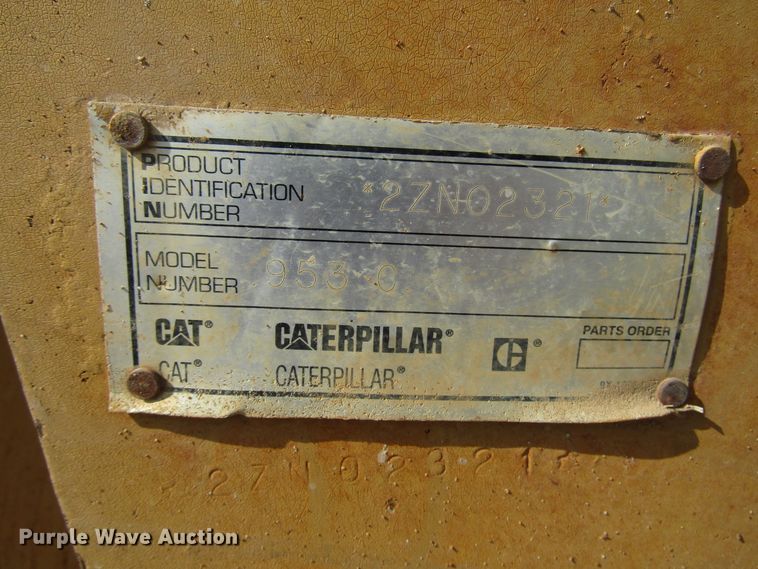 PRODUCT
IDENTIFICATION
NUMBER
*2ZN02321*
MODEL
NUMBER
953 C
CAT® CATERPILLAR® C®
PARTS ORDER
CAT® CATERPILLAR®
*2ZN02321*
Purple Wave Auction